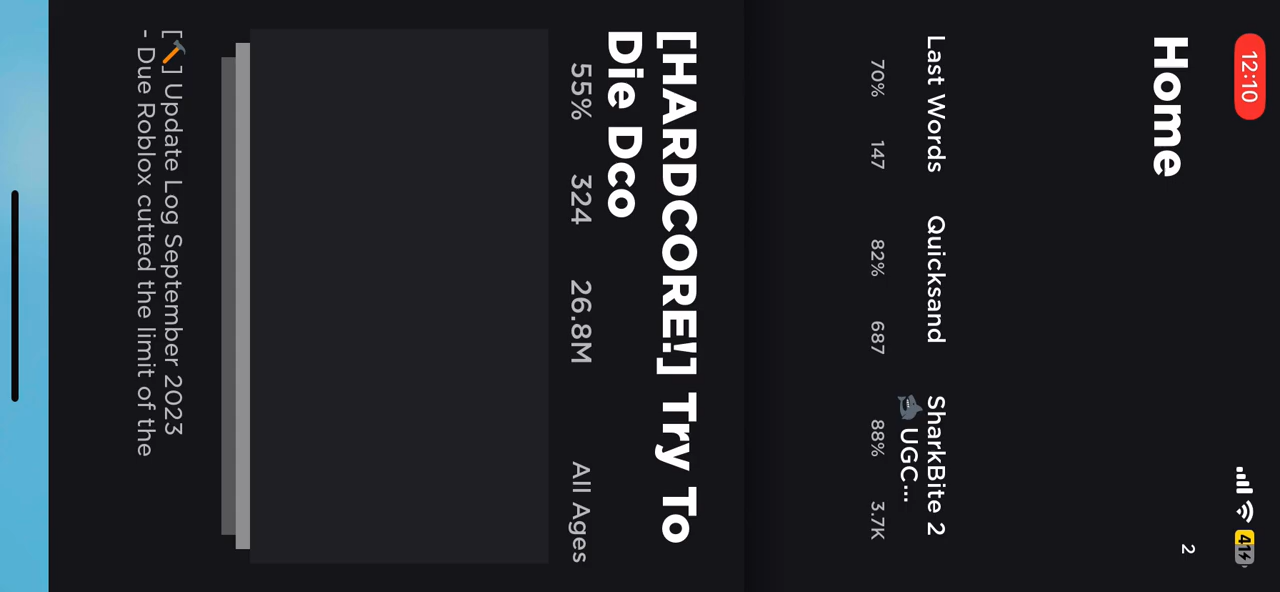 12:10
41
Home
2
Last Words
Quicksand
SharkBite 2
🦈 UGC...
70%
147
82%
687
88%
3.7K
[HARDCORE!] Try To
Die Dco
55%
324
26.8M
All Ages
[🔨] Update Log September 2023
- Due Roblox cutted the limit of the